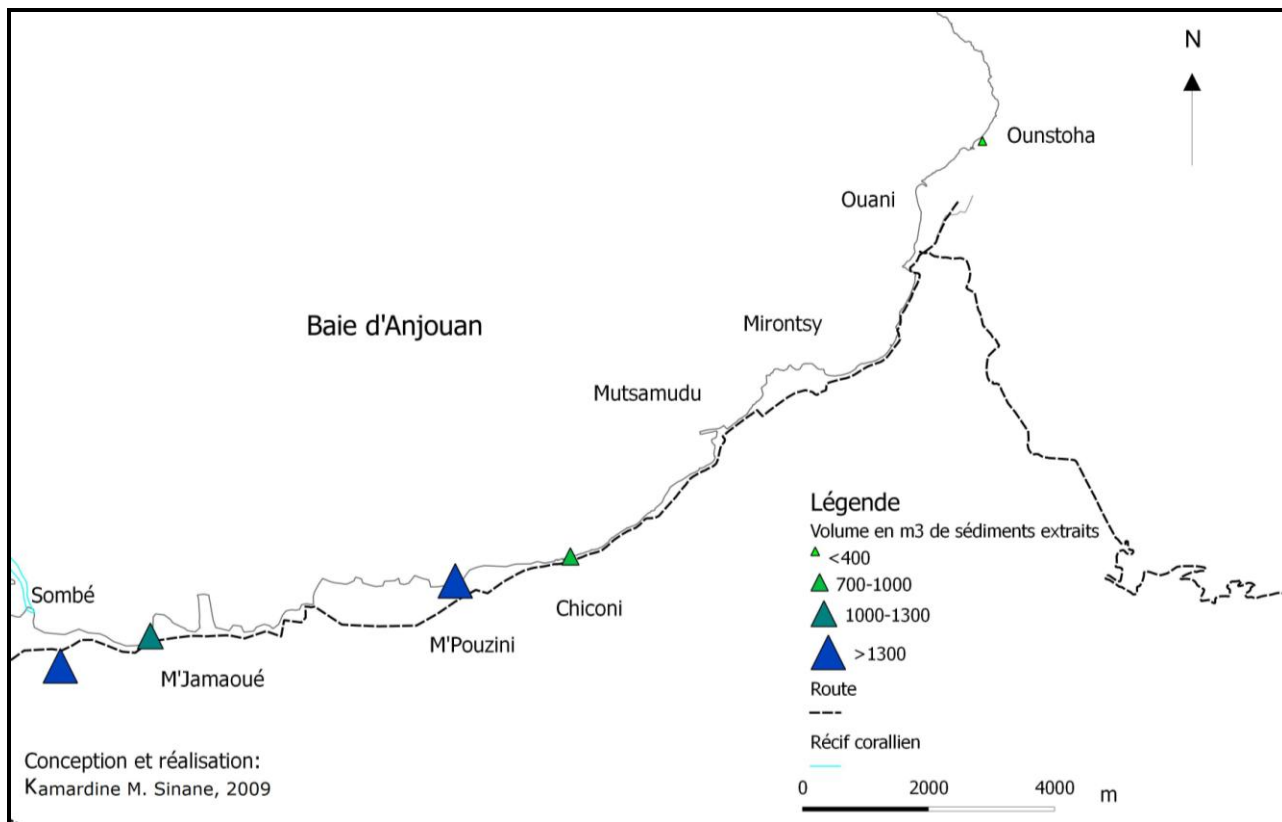 N
Ounstoha
Ouani
Baie d'Anjouan
Mirontsy
Mutsamudu
Sombé
Chiconi
M'Pouzini
M'Jamaoué
Légende
Volume en m3 de sédiments extraits
<400
700-1000
1000-1300
>1300
Route
Récif corallien
0 2000 4000 m
Conception et réalisation:
Kamardine M. Sinane, 2009